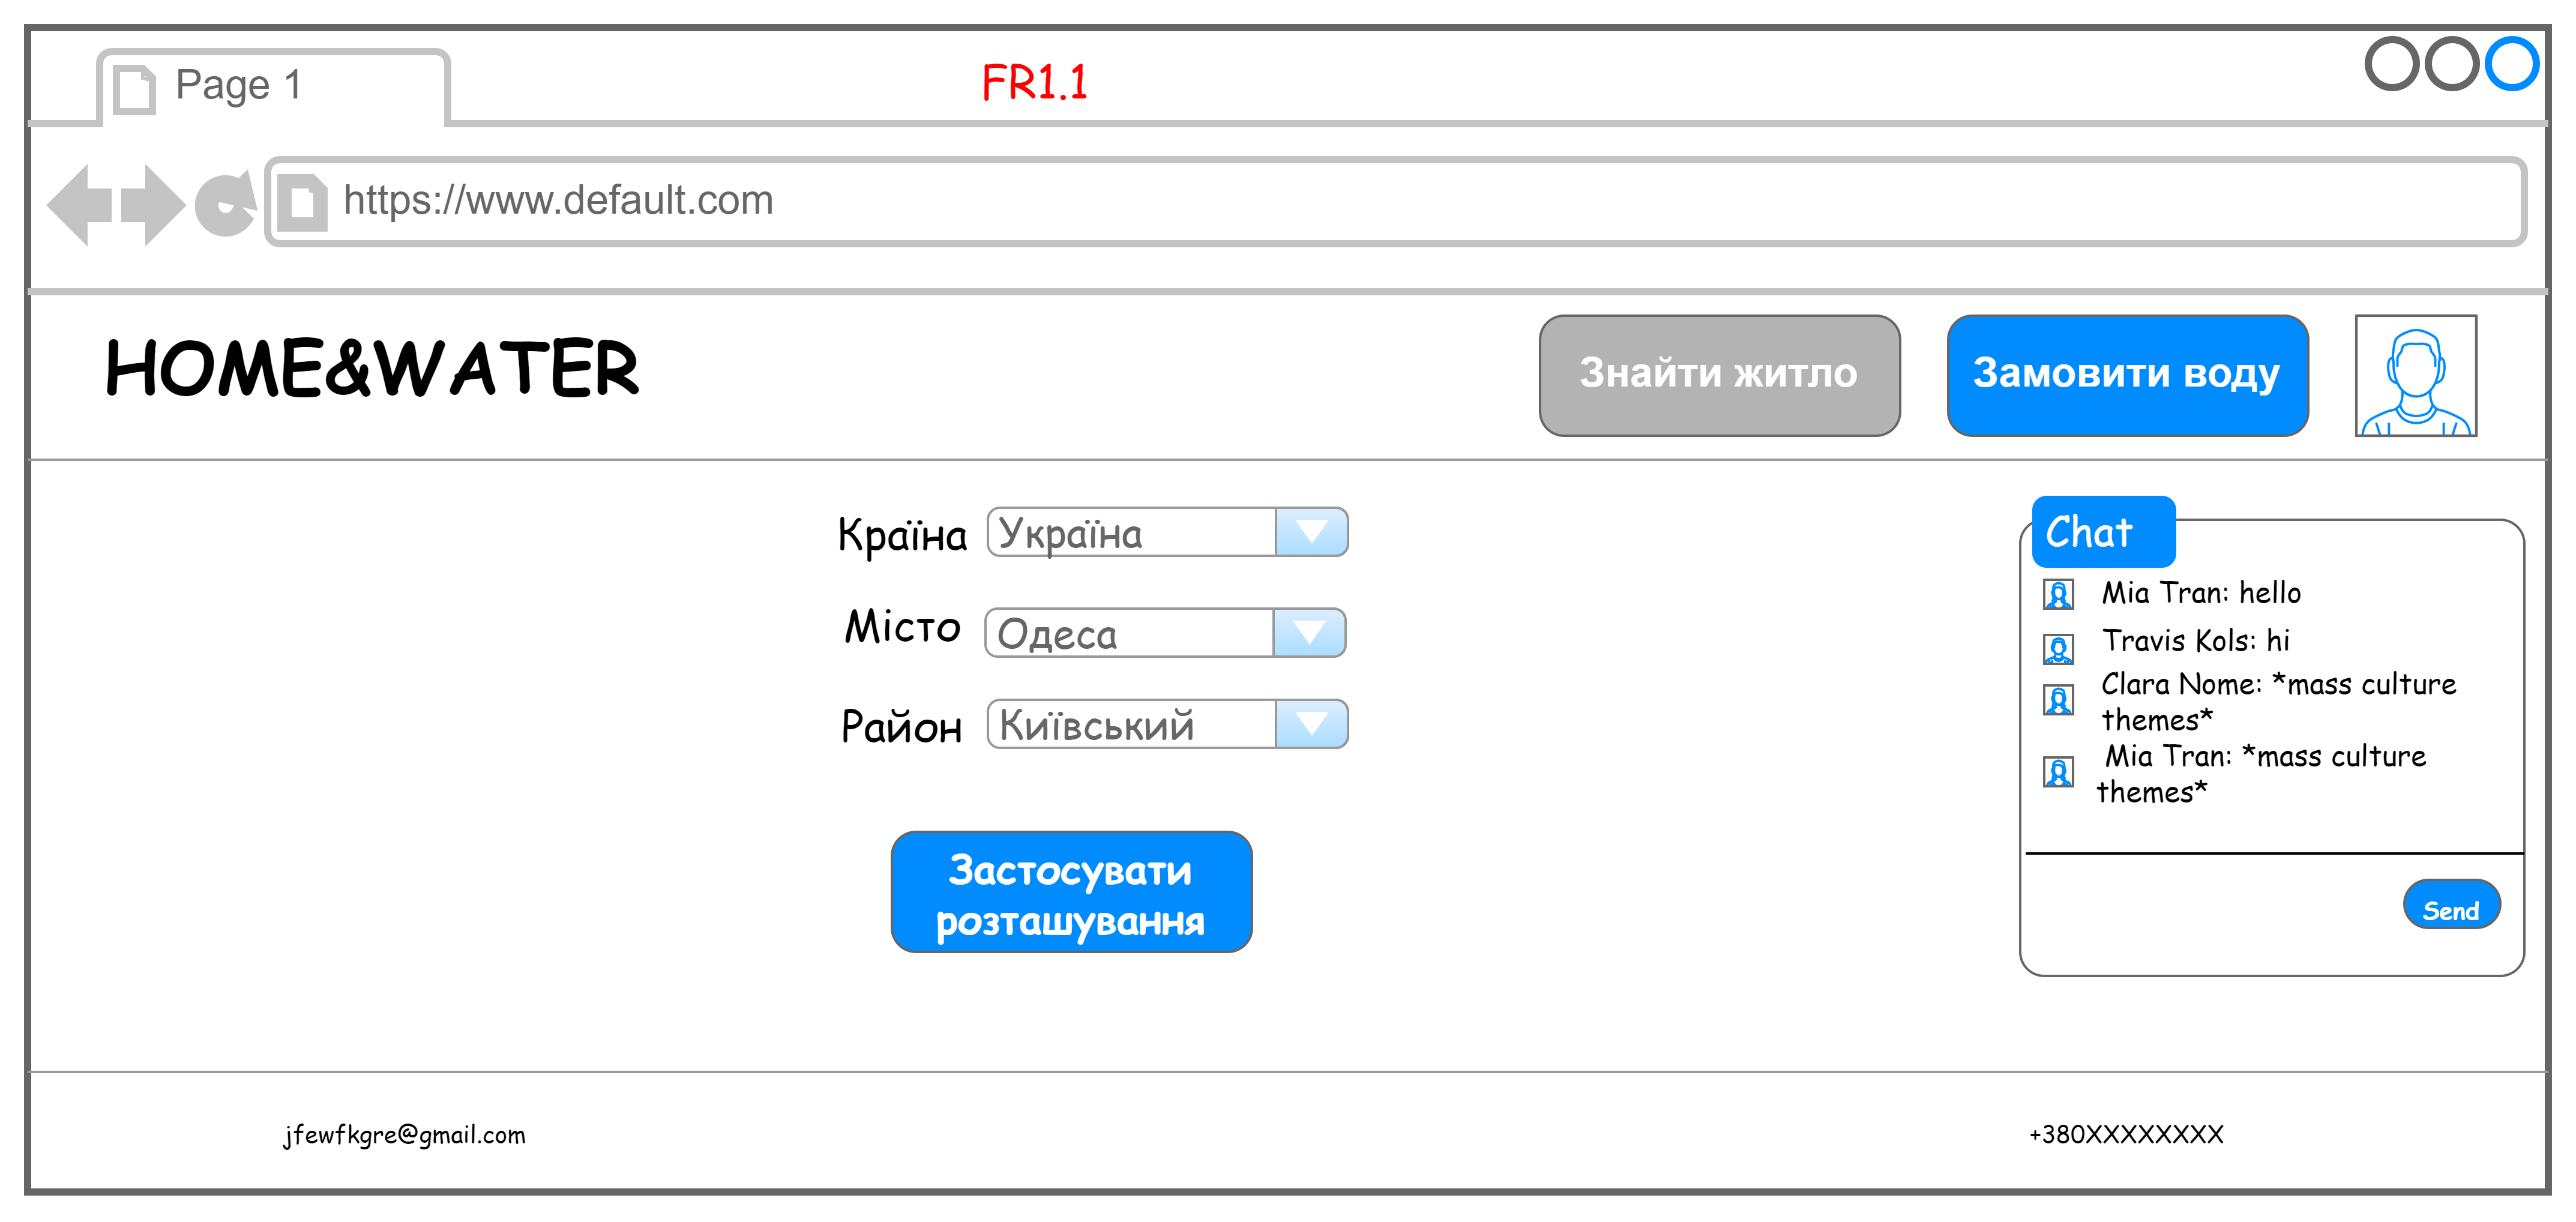 Page 1
FR1.1
https://www.default.com
HOME&WATER
Знайти житло
Замовити воду
Країна
Україна
Місто
Одеса
Район
Київський
Застосувати
розташування
Chat
Mia Tran: hello
Travis Kols: hi
Clara Nome: *mass culture
themes*
Mia Tran: *mass culture
themes*
Send
jfewfkgre@gmail.com
+380XXXXXXXX